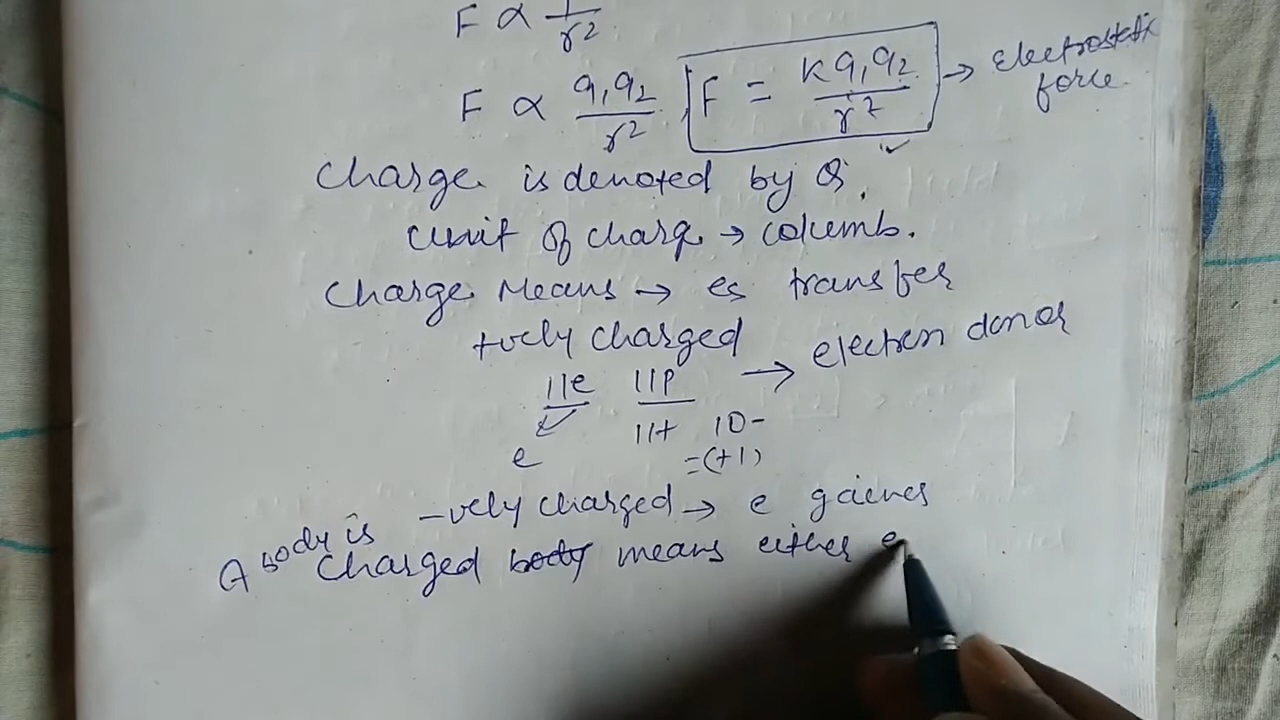 F ∝ 1/r²
F ∝ q₁q₂/r² , F = Kq₁q₂/r² → Electrostatic force.
Charge is denoted by Q.
Unit of charge → columb.
Charge Means → es transfer
+vely charged → electron donor
11e 11p
e 11+ 10-
=(+1)
-vely charged → e gaienes
A body is charged body means either e